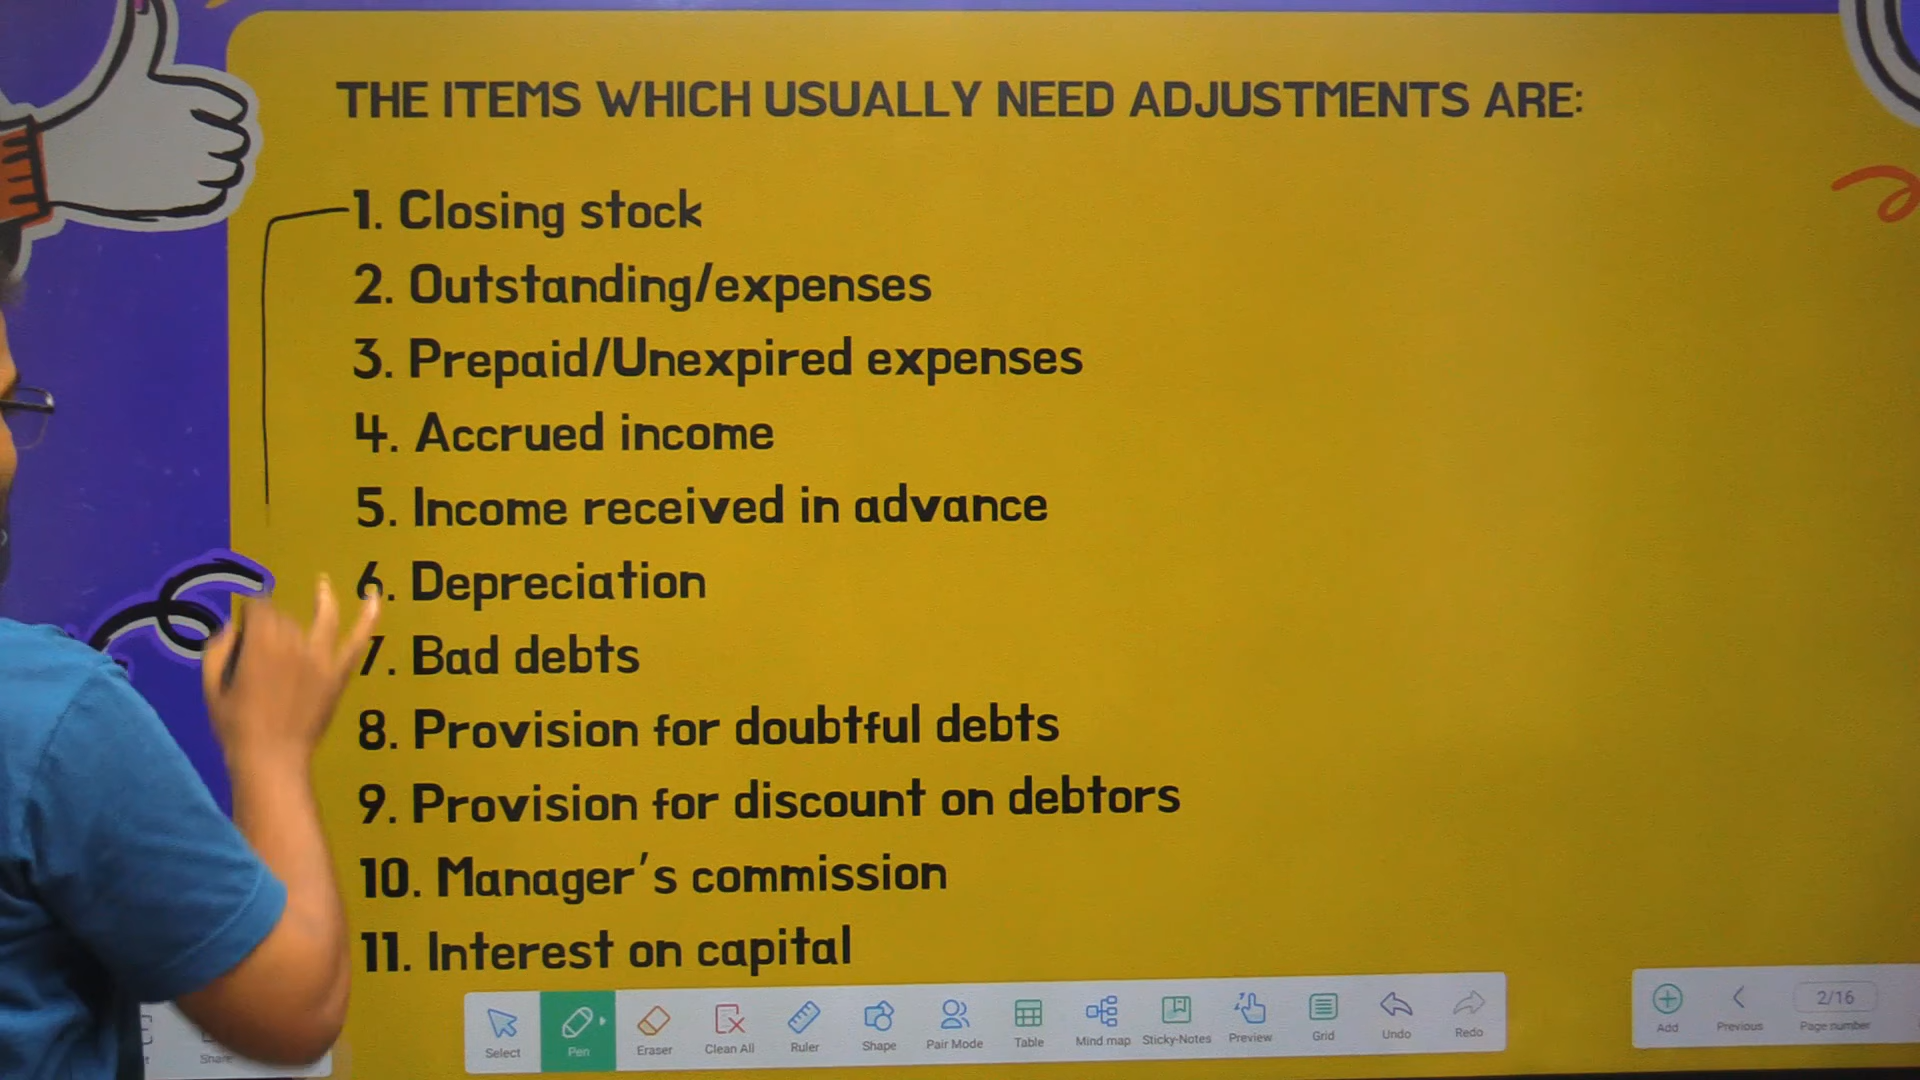 THE ITEMS WHICH USUALLY NEED ADJUSTMENTS ARE:
1. Closing stock
2. Outstanding/expenses
3. Prepaid/Unexpired expenses
4. Accrued income
5. Income received in advance
6. Depreciation
7. Bad debts
8. Provision for doubtful debts
9. Provision for discount on debtors
10. Manager's commission
11. Interest on capital
Share
Select
Pen
Eraser
Clean All
Ruler
Shape
Pair Mode
Table
Mind map
Sticky-Notes
Preview
Grid
Undo
Redo
Add
Previous
2/16
Page number